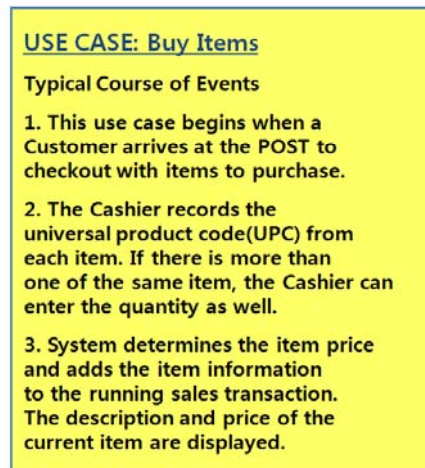 USE CASE: Buy Items
Typical Course of Events
1. This use case begins when a
Customer arrives at the POST to
checkout with items to purchase.
2. The Cashier records the
universal product code(UPC) from
each item. If there is more than
one of the same item, the Cashier can
enter the quantity as well.
3. System determines the item price
and adds the item information
to the running sales transaction.
The description and price of the
current item are displayed.